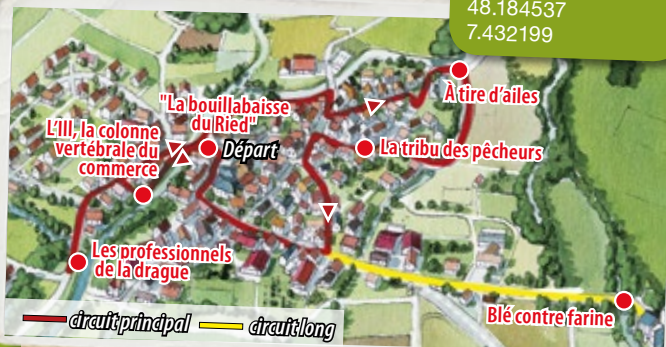 48.184537
7.432199
"La bouillabaisse
du Ried"
L'Ill, la colonne
vertébrale du
commerce
Départ
À tire d'ailes
La tribu des pêcheurs
Les professionnels
de la drague
Blé contre farine
circuit principal
circuit long